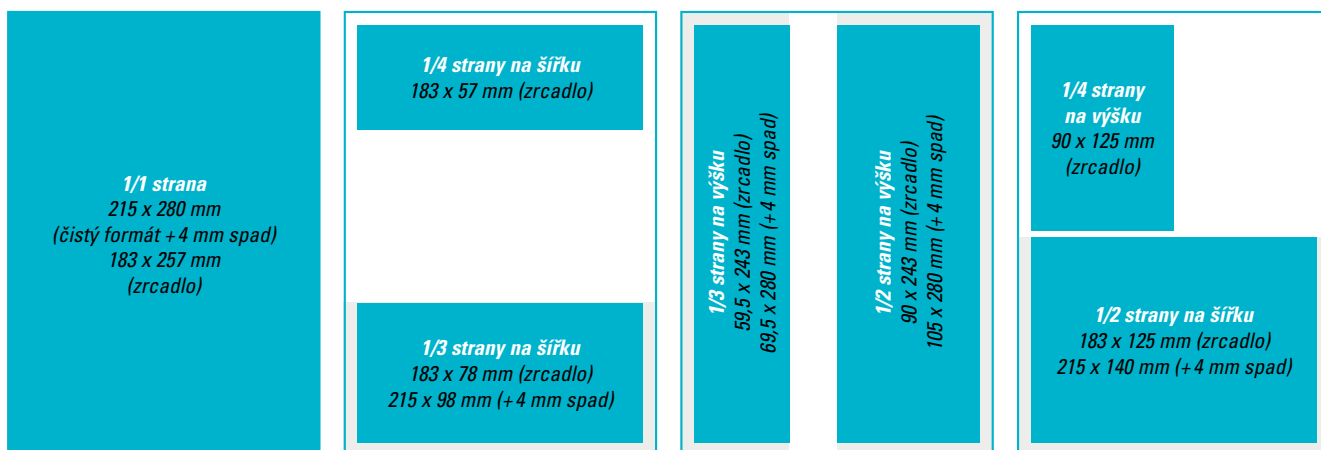 1/1 strana
215 x 280 mm
(čistý formát +4 mm spad)
183 x 257 mm
(zrcadlo)
1/4 strany na šířku
183 x 57 mm (zrcadlo)
1/3 strany na šířku
183 x 78 mm (zrcadlo)
215 x 98 mm (+4 mm spad)
1/3 strany na výšku
59,5 x 243 mm (zrcadlo)
69,5 x 280 mm (+4 mm spad)
1/2 strany na výšku
90 x 243 mm (zrcadlo)
105 x 280 mm (+4 mm spad)
1/4 strany
na výšku
90 x 125 mm
(zrcadlo)
1/2 strany na šířku
183 x 125 mm (zrcadlo)
215 x 140 mm (+4 mm spad)